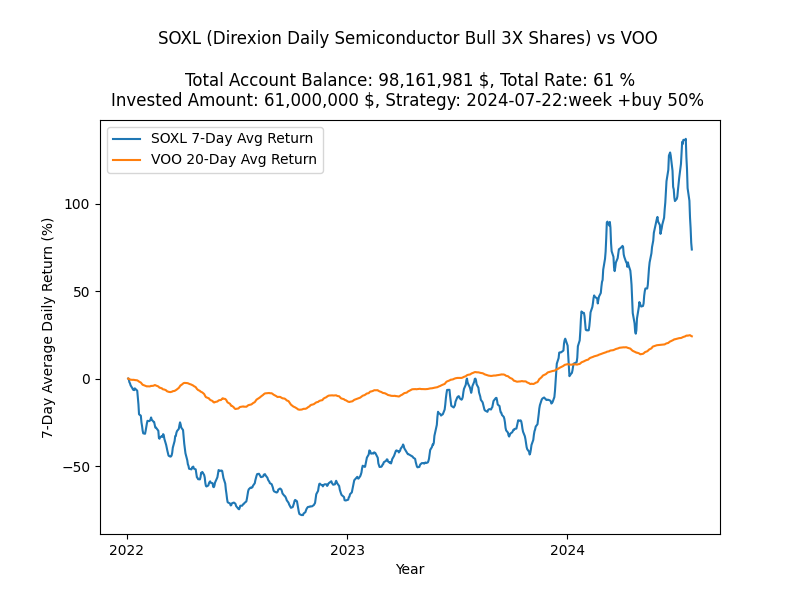 SOXL (Direxion Daily Semiconductor Bull 3X Shares) vs VOO
Total Account Balance: 98,161,981 $, Total Rate: 61 %
Invested Amount: 61,000,000 $, Strategy: 2024-07-22:week +buy 50%
SOXL 7-Day Avg Return
VOO 20-Day Avg Return
7-Day Average Daily Return (%)
100
50
0
−50
2022
2023
2024
Year